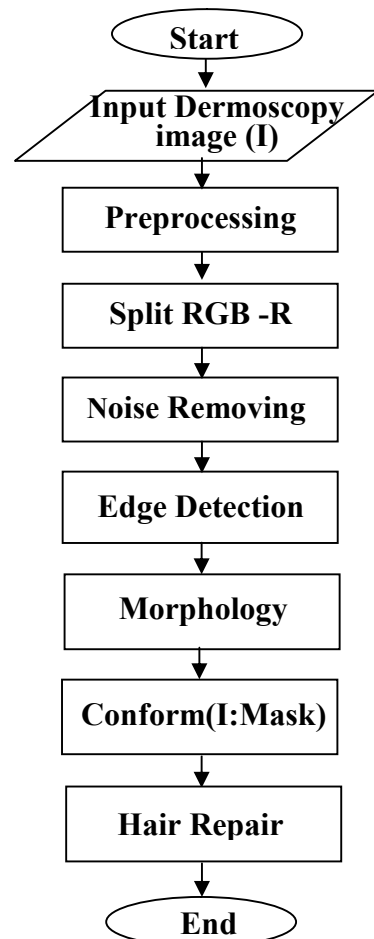 Start
Input Dermoscopy
image (I)
Preprocessing
Split RGB -R
Noise Removing
Edge Detection
Morphology
Conform(I:Mask)
Hair Repair
End